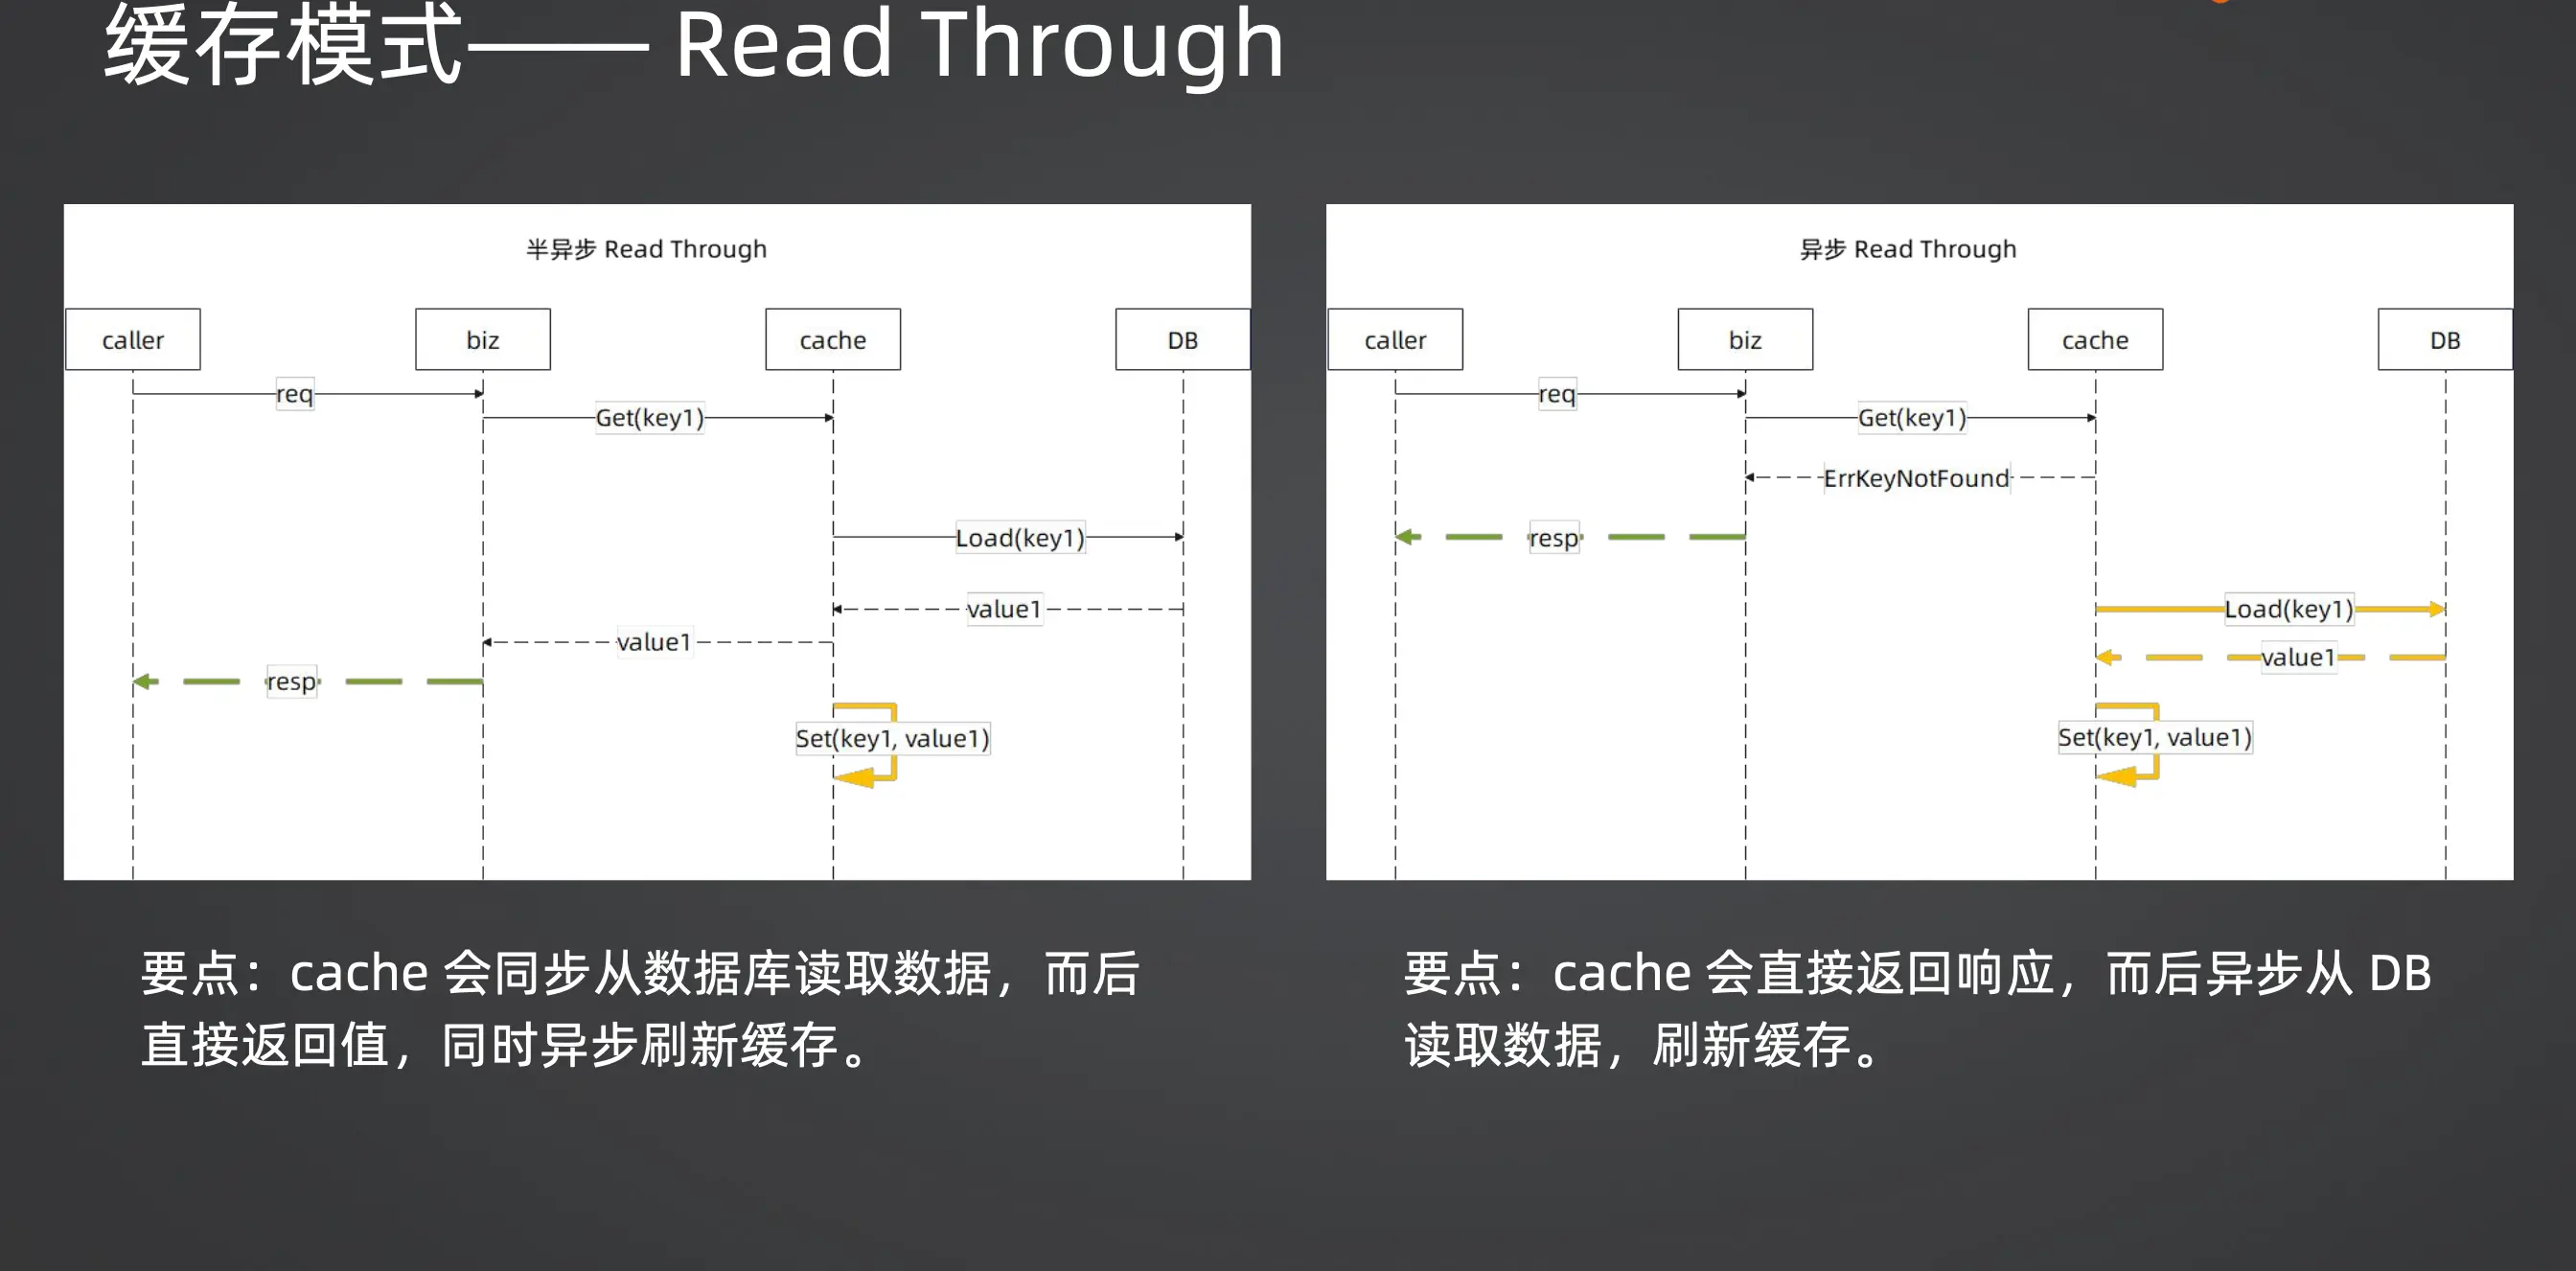 缓存模式—— Read Through
半异步 Read Through
caller
biz
cache
DB
req
Get(key1)
Load(key1)
value1
value1
resp
Set(key1, value1)
要点：cache 会同步从数据库读取数据，而后
直接返回值，同时异步刷新缓存。
异步 Read Through
caller
biz
cache
DB
req
Get(key1)
ErrKeyNotFound
resp
Load(key1)
value1
Set(key1, value1)
要点：cache 会直接返回响应，而后异步从 DB
读取数据，刷新缓存。